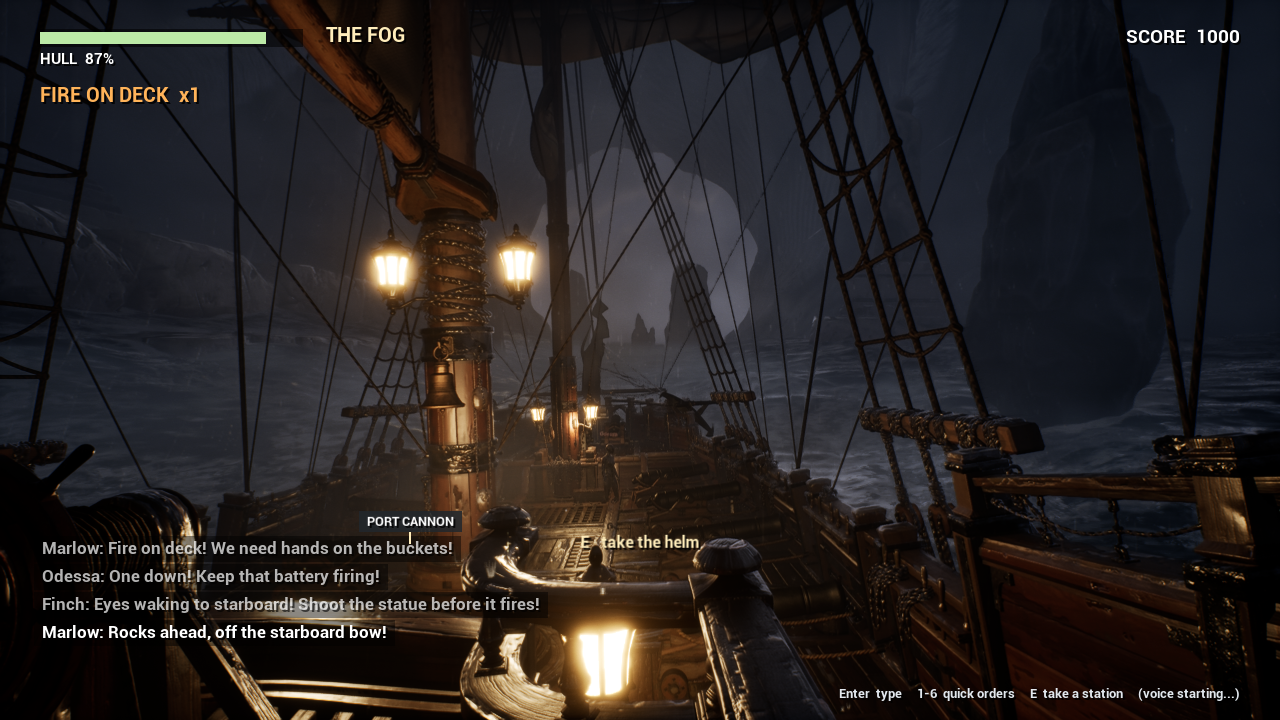 THE FOG
SCORE 1000
HULL 87%
FIRE ON DECK x1
PORT CANNON
E - take the helm
Marlow: Fire on deck! We need hands on the buckets!
Odessa: One down! Keep that battery firing!
Finch: Eyes waking to starboard! Shoot the statue before it fires!
Marlow: Rocks ahead, off the starboard bow!
Enter type 1-6 quick orders E take a station (voice starting...)